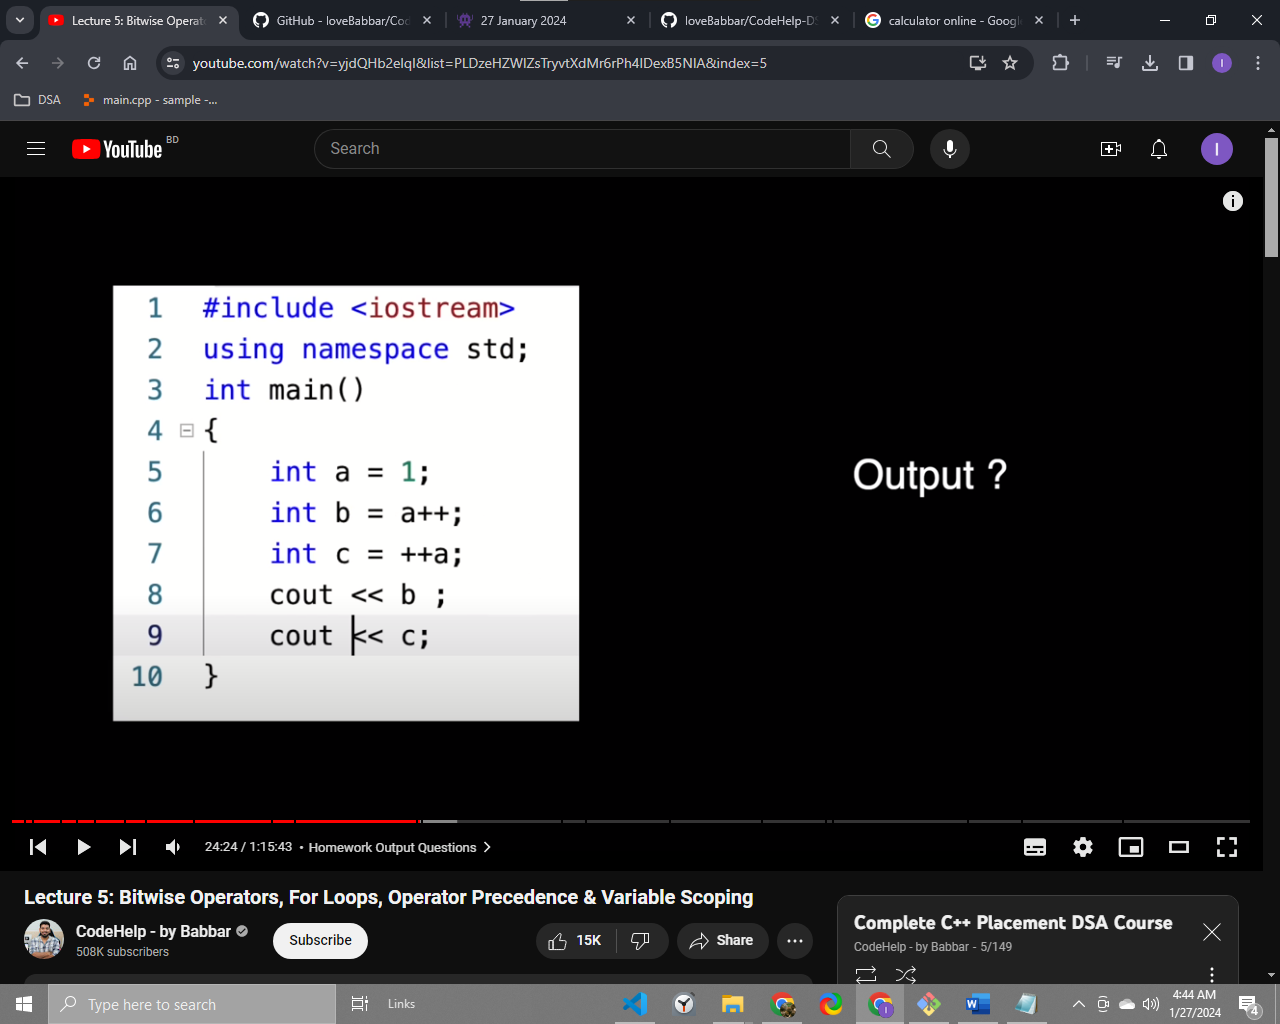 Lecture 5: Bitwise Operat
GitHub - loveBabbar/Cod
27 January 2024
loveBabbar/CodeHelp-DS
calculator online - Googl
youtube.com/watch?v=yjdQHb2elqI&list=PLDzeHZWIZsTryvtXdMr6rPh4IDexB5NIA&index=5
I
DSA
main.cpp - sample -...
YouTube BD
Search
I
1 #include <iostream>
2 using namespace std;
3 int main()
4 {
5 int a = 1;
6 int b = a++;
7 int c = ++a;
8 cout << b ;
9 cout << c;
10 }
Output ?
24:24 / 1:15:43 • Homework Output Questions
Lecture 5: Bitwise Operators, For Loops, Operator Precedence & Variable Scoping
CodeHelp - by Babbar
508K subscribers
Subscribe
15K
Share
Complete C++ Placement DSA Course
CodeHelp - by Babbar - 5/149
Type here to search
Links
4:44 AM
1/27/2024
4